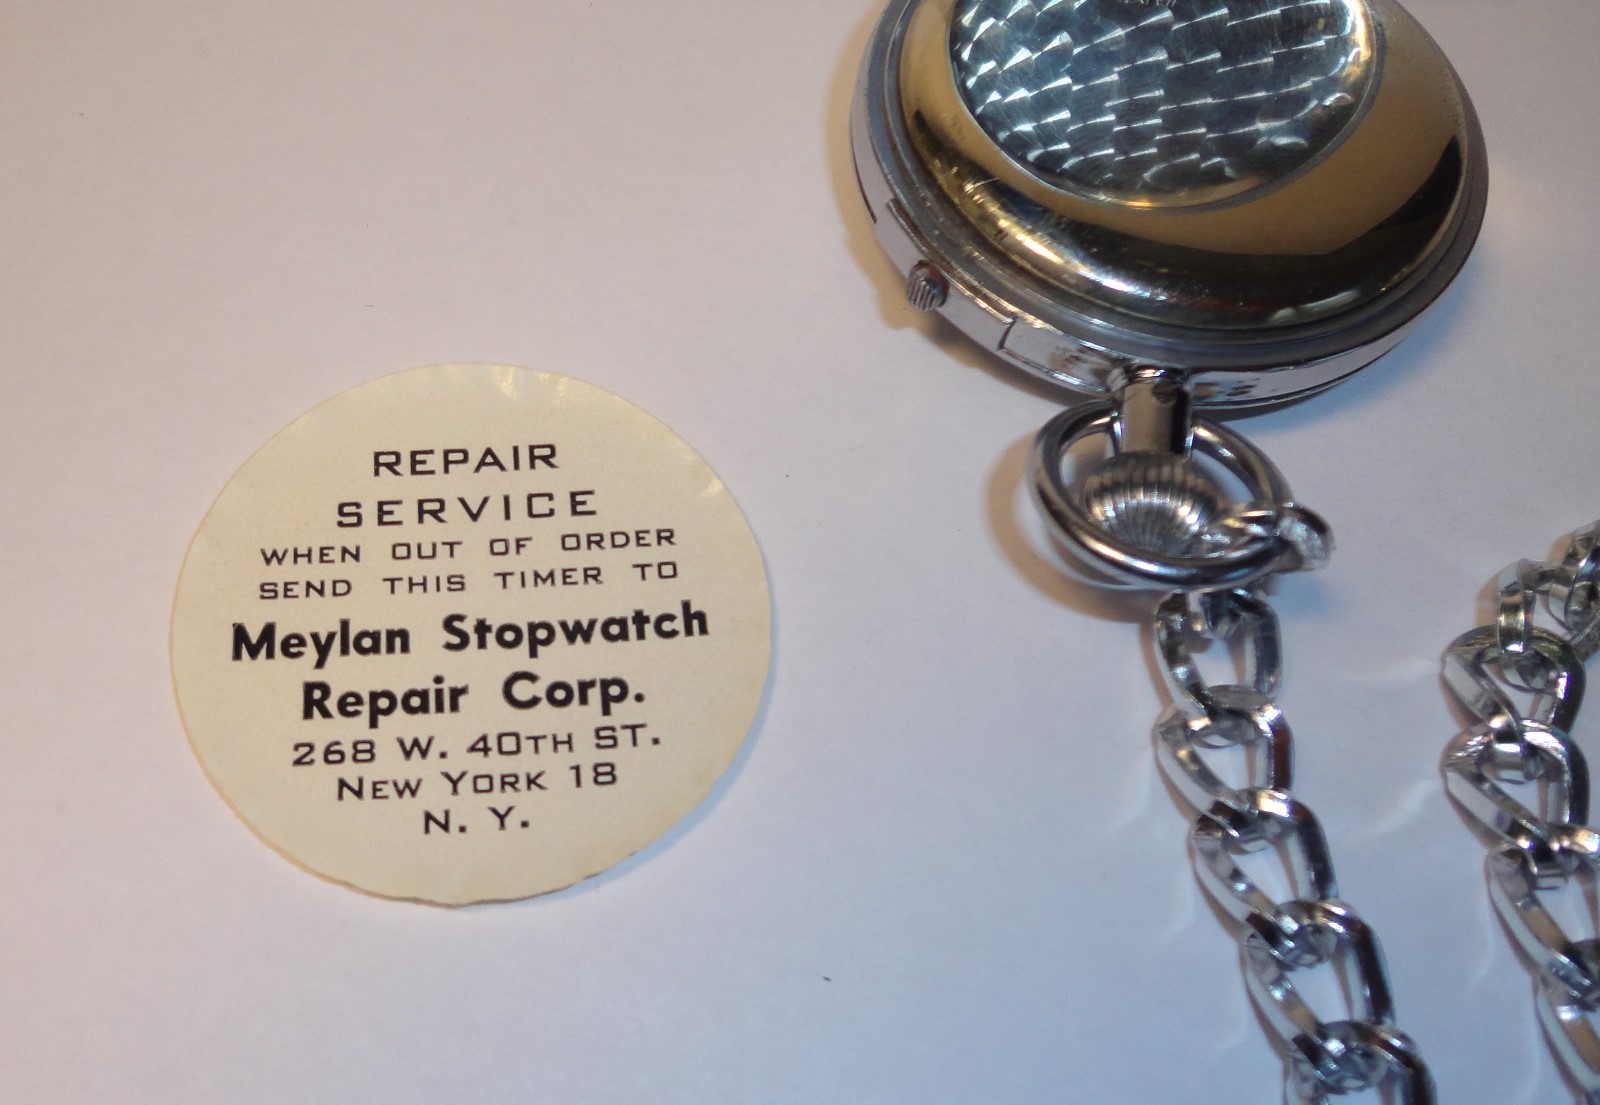 REPAIR
SERVICE
WHEN OUT OF ORDER
SEND THIS TIMER TO
Meylan Stopwatch
Repair Corp.
268 W. 40TH ST.
NEW YORK 18
N. Y.